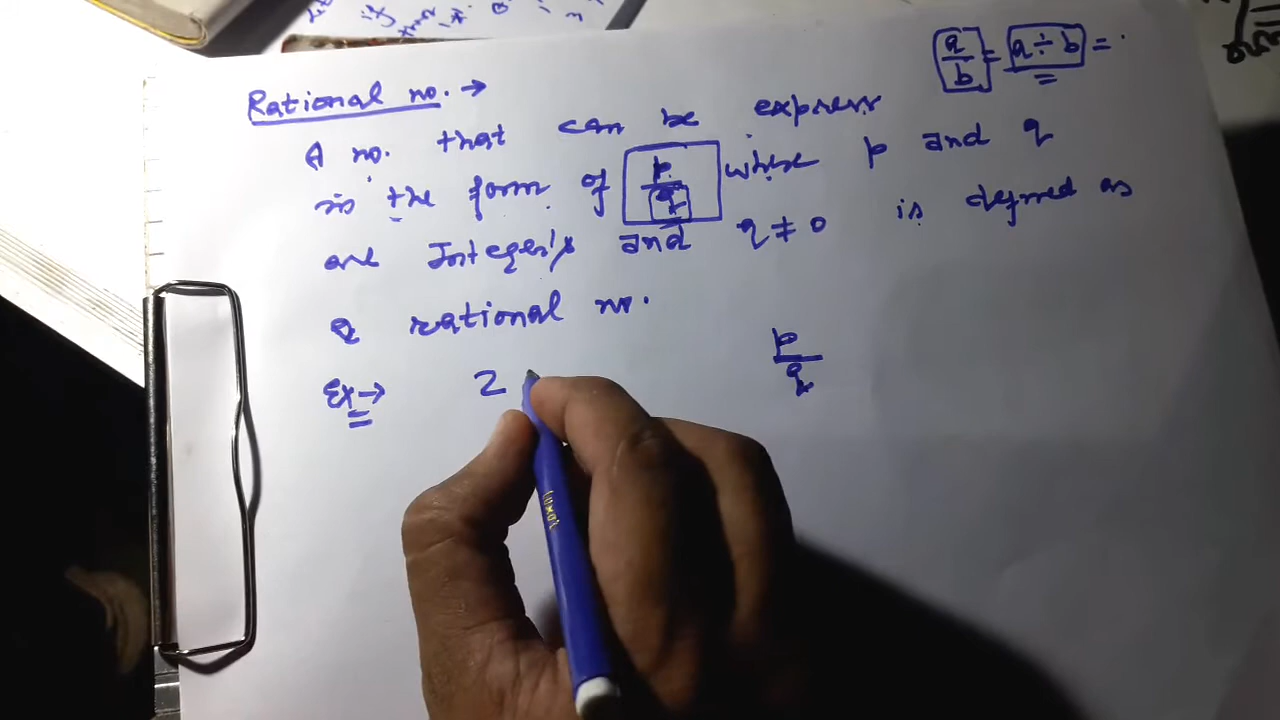 a/b = a ÷ b =
Rational no. →
A no. that can be express
in the form of p/q where p and q
are Integer's and q ≠ 0 is defined as
a rational no.
p/q
Ex → 2
Luxor